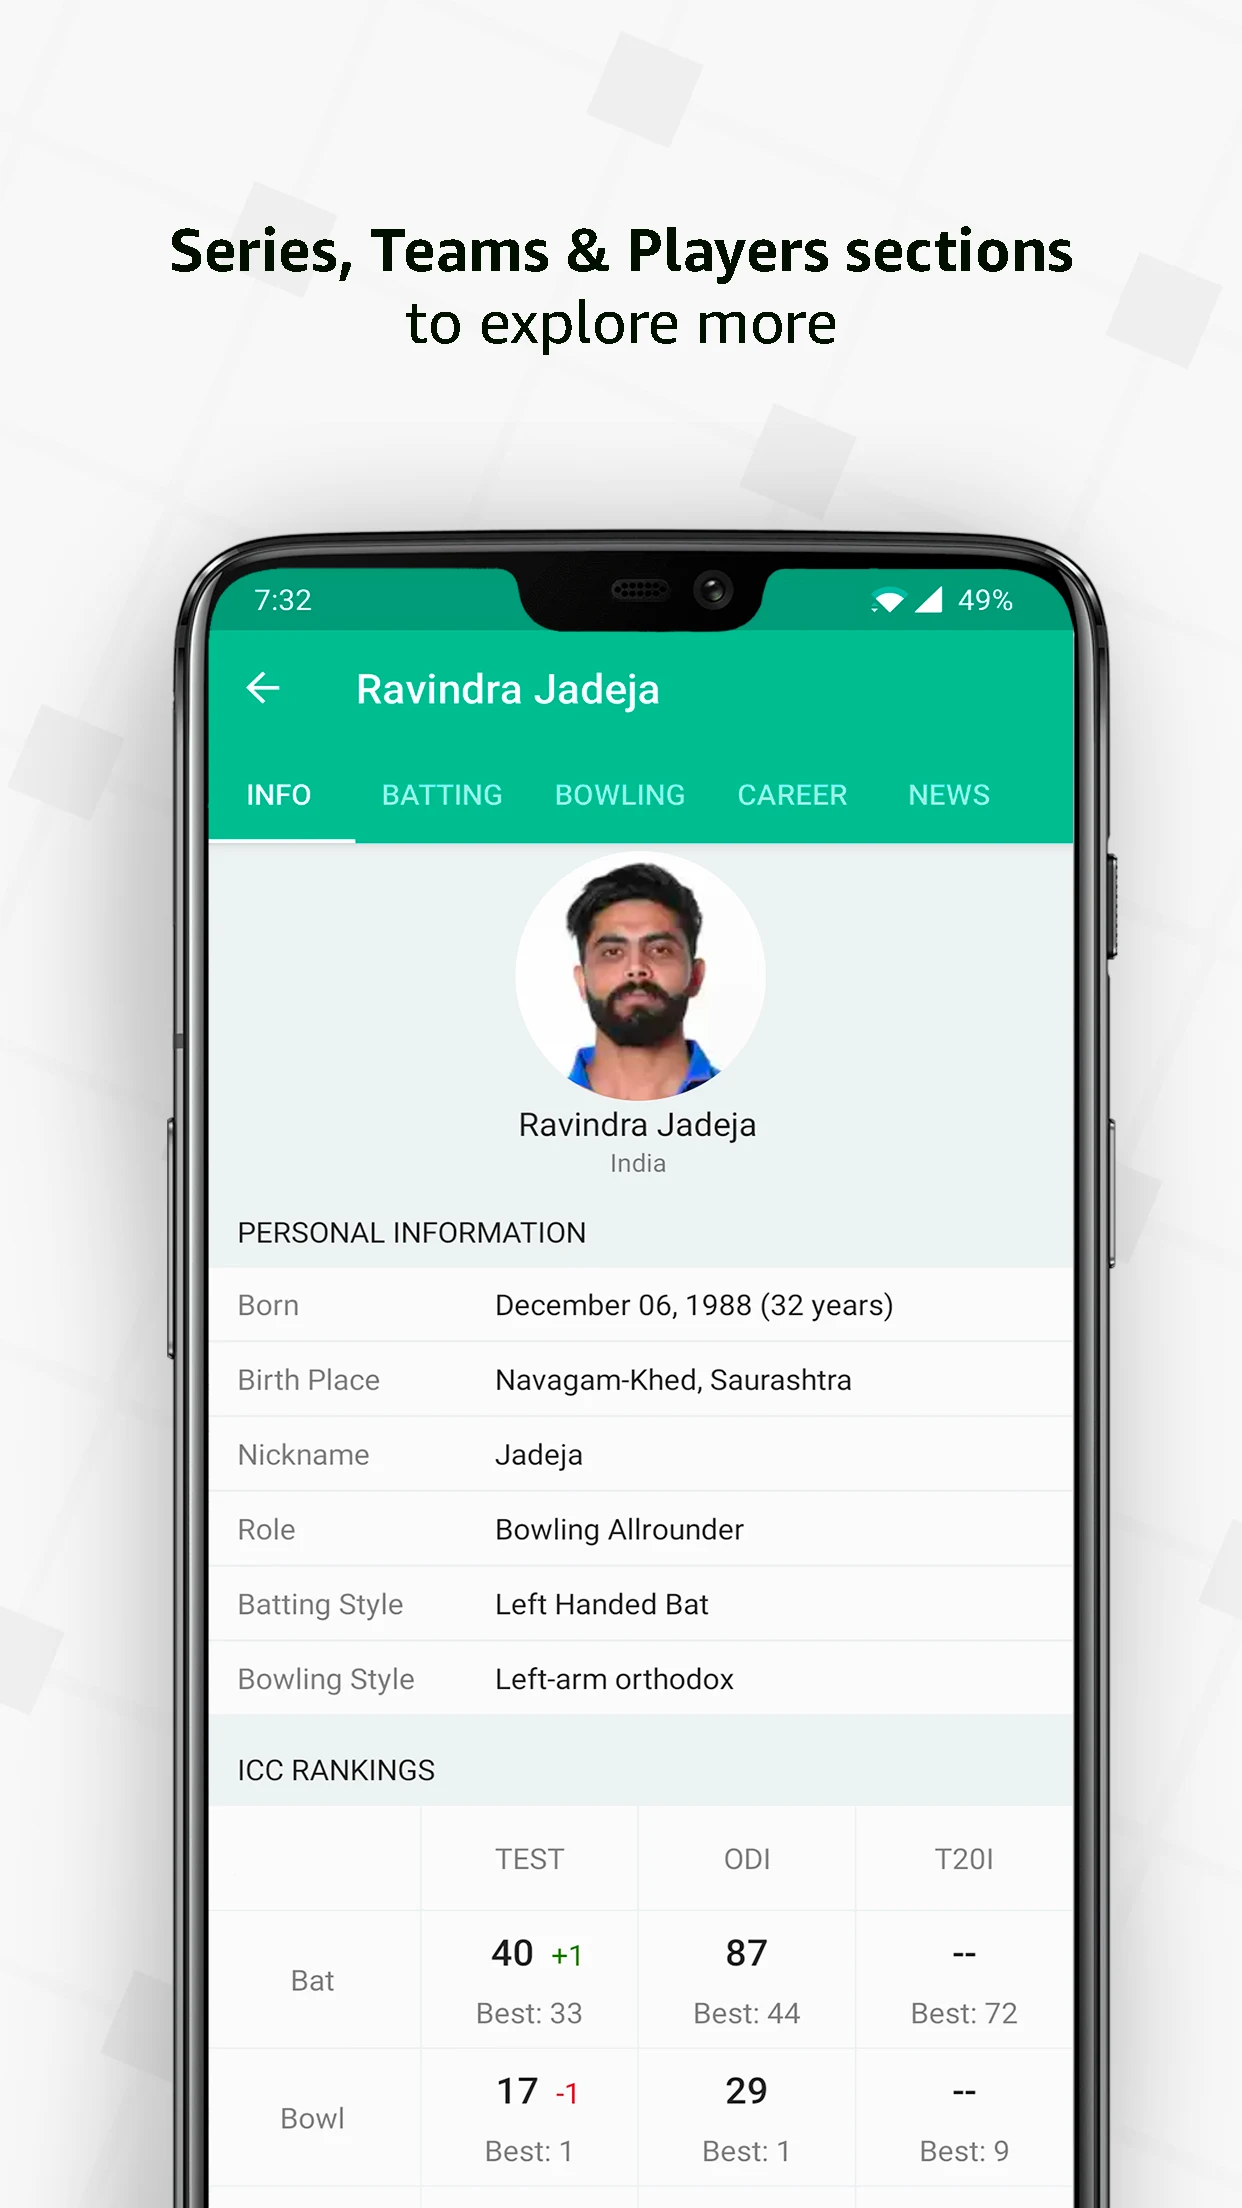 Series, Teams & Players sections
to explore more
7:32 49%
Ravindra Jadeja
INFO BATTING BOWLING CAREER NEWS
Ravindra Jadeja
India
PERSONAL INFORMATION
Born December 06, 1988 (32 years)
Birth Place Navagam-Khed, Saurashtra
Nickname Jadeja
Role Bowling Allrounder
Batting Style Left Handed Bat
Bowling Style Left-arm orthodox
ICC RANKINGS
TEST ODI T20I
Bat 40 +1 87 --
Best: 33 Best: 44 Best: 72
Bowl 17 -1 29 --
Best: 1 Best: 1 Best: 9